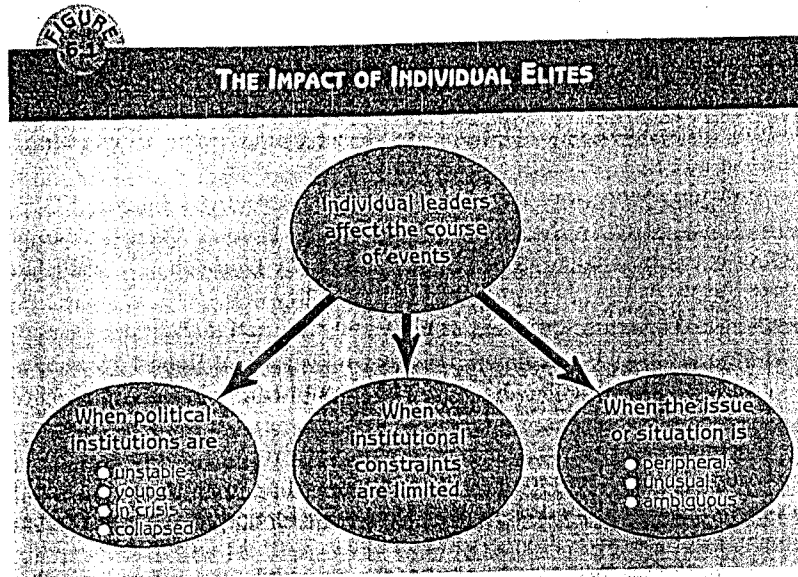 FIGURE
6-1
THE IMPACT OF INDIVIDUAL ELITES
Individual leaders
affect the course
of events
When political
institutions are
unstable
young
in crisis
collapsed
When
institutional
constraints
are limited
When the issue
or situation is
peripheral
unusual
ambiguous